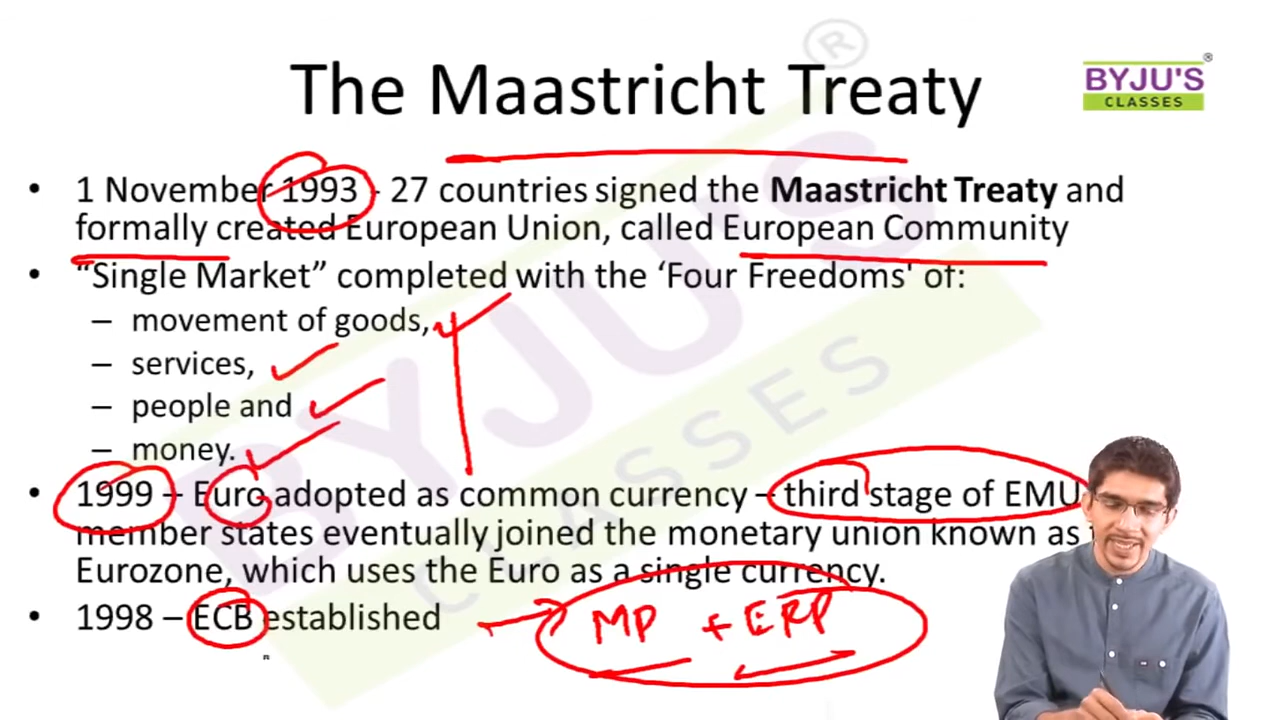 The Maastricht Treaty
®
BYJU'S
®
CLASSES
• 1 November 1993 - 27 countries signed the Maastricht Treaty and
formally created European Union, called European Community
• “Single Market” completed with the ‘Four Freedoms' of:
– movement of goods,
– services,
– people and
– money.
• 1999 – Euro adopted as common currency – third stage of EMU
member states eventually joined the monetary union known as
Eurozone, which uses the Euro as a single currency.
• 1998 – ECB established
MP + ERP
BYJU'S
CLASSES